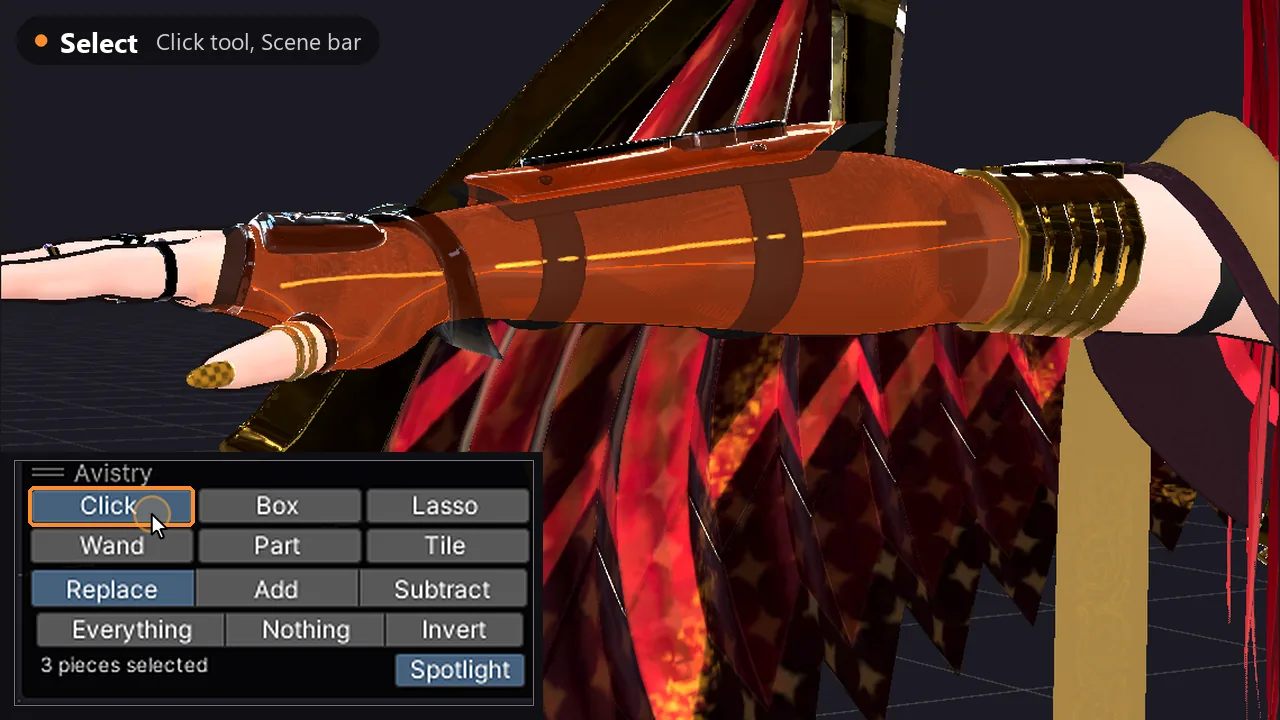 Select Click tool, Scene bar
Avistry
Click Box Lasso
Wand Part Tile
Replace Add Subtract
Everything Nothing Invert
3 pieces selected
Spotlight